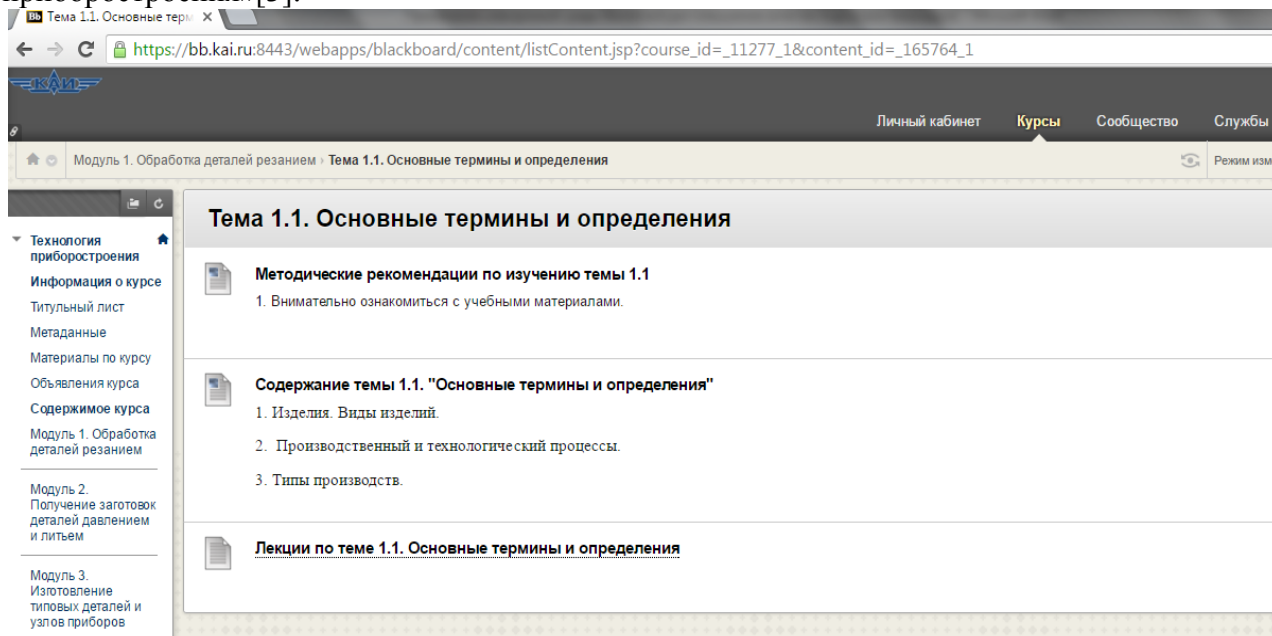 приборостроения»[3].
Тема 1.1. Основные терм
https://bb.kai.ru:8443/webapps/blackboard/content/listContent.jsp?course_id=_11277_1&content_id=_165764_1
КАИ
Личный кабинет Курсы Сообщество Службы
Модуль 1. Обработка деталей резанием › Тема 1.1. Основные термины и определения
Режим изм
Технология
приборостроения
Информация о курсе
Титульный лист
Метаданные
Материалы по курсу
Объявления курса
Содержимое курса
Модуль 1. Обработка
деталей резанием
Модуль 2.
Получение заготовок
деталей давлением
и литьем
Модуль 3.
Изготовление
типовых деталей и
узлов приборов
Тема 1.1. Основные термины и определения
Методические рекомендации по изучению темы 1.1
1. Внимательно ознакомиться с учебными материалами.
Содержание темы 1.1. "Основные термины и определения"
1. Изделия. Виды изделий.
2. Производственный и технологический процессы.
3. Типы производств.
Лекции по теме 1.1. Основные термины и определения